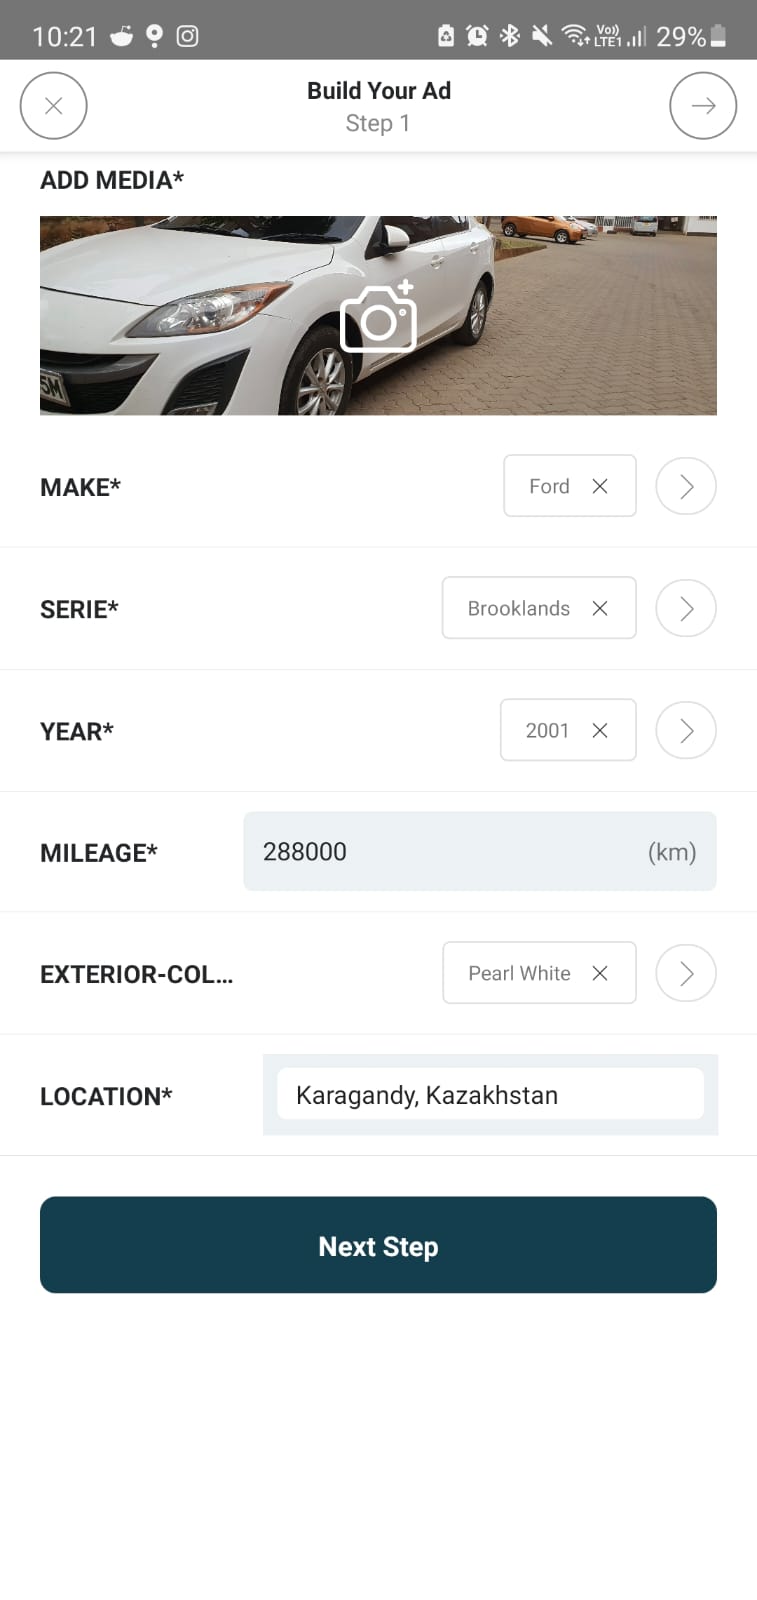 10:21 Vo)) LTE1 29%
Build Your Ad
Step 1
ADD MEDIA*
5M
MAKE* Ford
SERIE* Brooklands
YEAR* 2001
MILEAGE* 288000 (km)
EXTERIOR-COL... Pearl White
LOCATION* Karagandy, Kazakhstan
Next Step